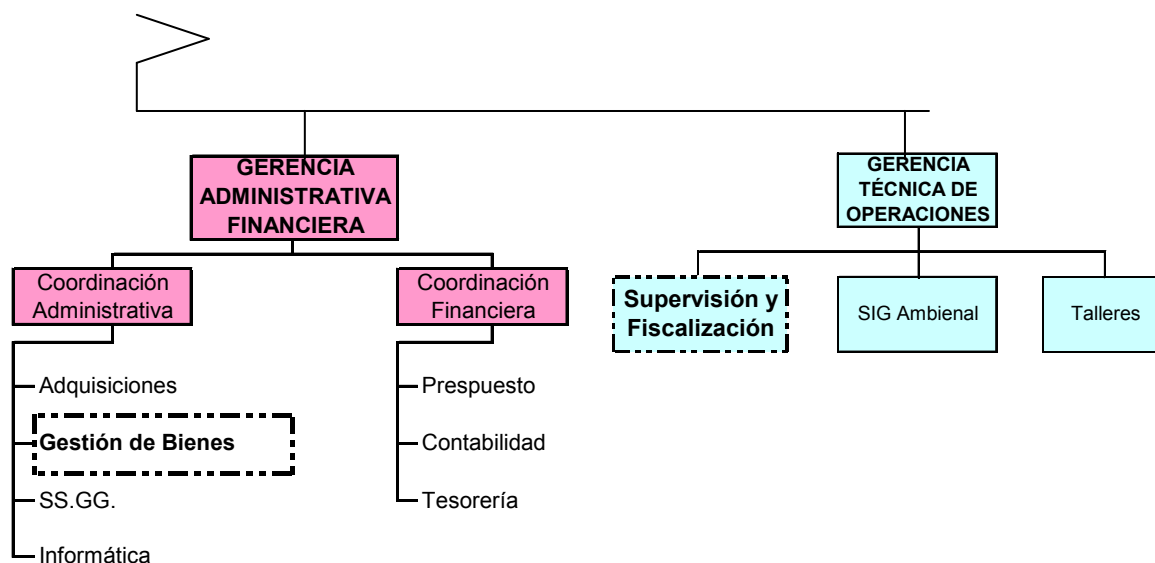 GERENCIA
ADMINISTRATIVA
FINANCIERA
GERENCIA
TÉCNICA DE
OPERACIONES
Coordinación
Administrativa
Coordinación
Financiera
Supervisión y
Fiscalización
SIG Ambienal
Talleres
Adquisiciones
Gestión de Bienes
SS.GG.
Informática
Prespuesto
Contabilidad
Tesorería